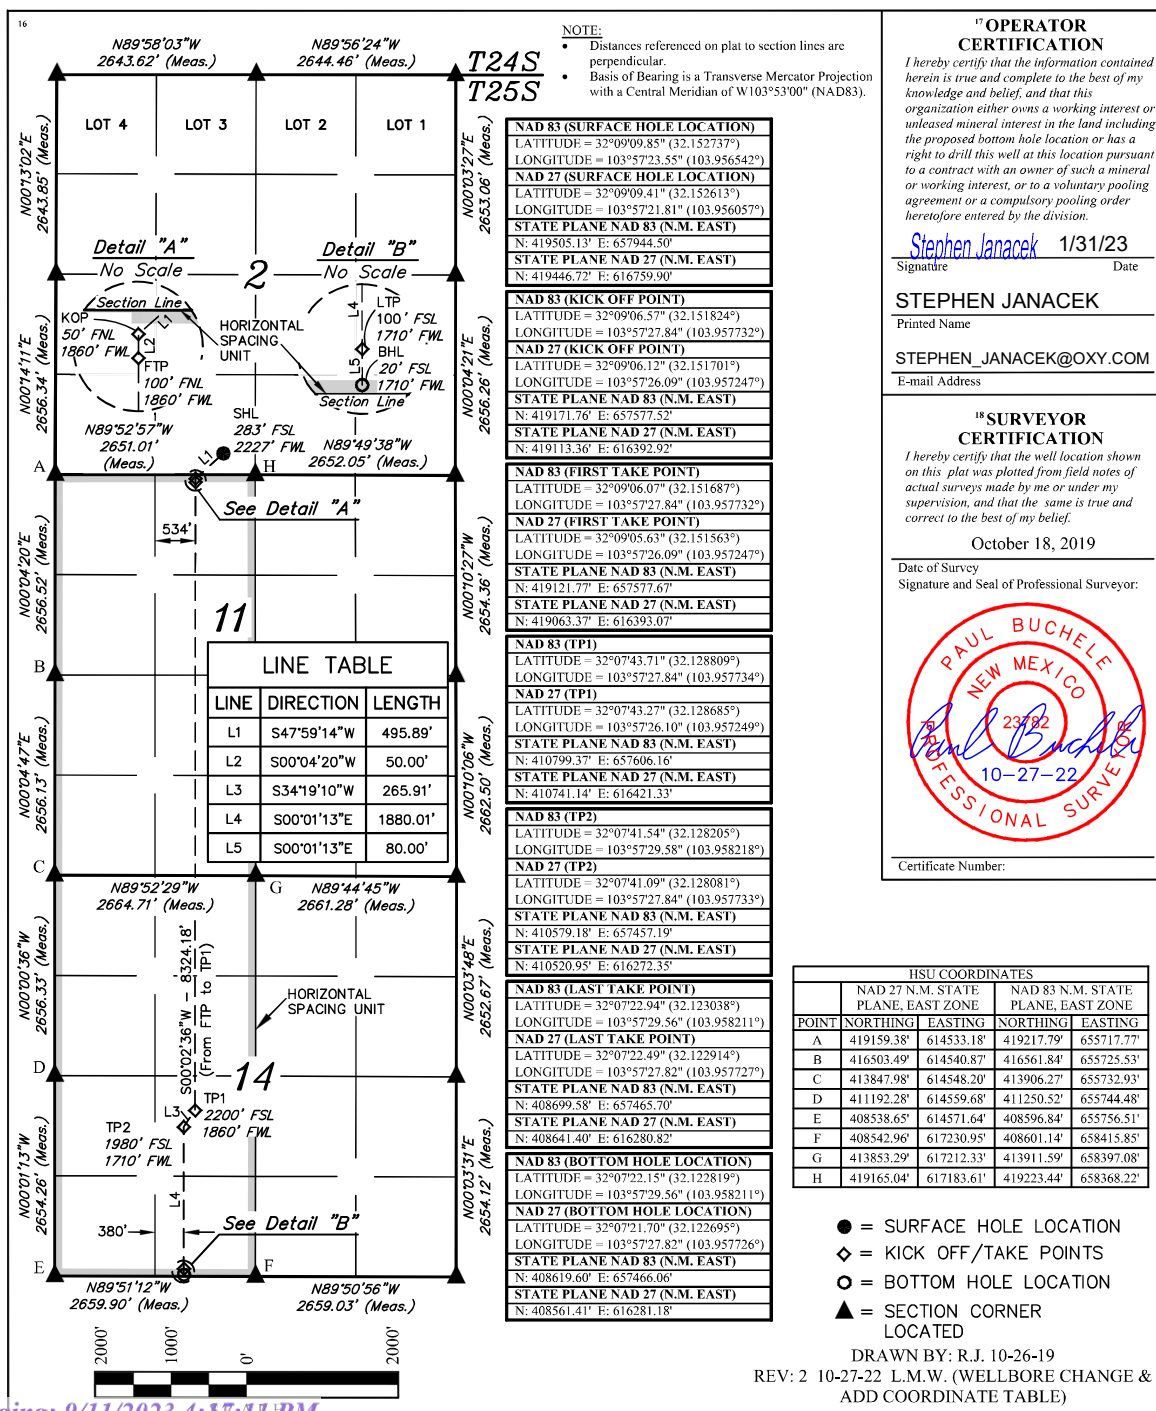 16
N89°58'03"W
2643.62' (Meas.)
N89°56'24"W
2644.46' (Meas.)
T24S
T25S
LOT 4
LOT 3
LOT 2
LOT 1
N00°13'02"E
2643.85' (Meas.)
N00°03'27"E
2653.06' (Meas.)
Detail "A"
No Scale
Section Line
KOP
50' FNL
1860' FWL
L1
L2
FTP
100' FNL
1860' FWL
2
HORIZONTAL
SPACING
UNIT
Detail "B"
No Scale
L4
LTP
100' FSL
1710' FWL
L5
BHL
20' FSL
1710' FWL
Section Line
N00°14'11"E
2656.34' (Meas.)
N00°04'21"E
2656.26' (Meas.)
N89°52'57"W
2651.01'
(Meas.)
SHL
283' FSL
2227' FWL
L1
N89°49'38"W
2652.05' (Meas.)
A
H
See Detail "A"
534'
N00°04'20"E
2656.52' (Meas.)
N00°10'27"W
2654.36' (Meas.)
11
B
LINE TABLE
LINE DIRECTION LENGTH
L1 S47°59'14"W 495.89'
L2 S00°04'20"W 50.00'
L3 S34°19'10"W 265.91'
L4 S00°01'13"E 1880.01'
L5 S00°01'13"E 80.00'
N00°04'47"E
2656.13' (Meas.)
N00°10'06"W
2662.50' (Meas.)
C
G
N89°52'29"W
2664.71' (Meas.)
N89°44'45"W
2661.28' (Meas.)
S00°02'36"W - 8324.18'
(From FTP to TP1)
N00°00'36"W
2656.33' (Meas.)
N00°03'48"E
2652.67' (Meas.)
HORIZONTAL
SPACING UNIT
D
14
L3
TP1
2200' FSL
1860' FWL
TP2
1980' FSL
1710' FWL
L4
N00°01'13"W
2654.26' (Meas.)
N00°03'31"E
2654.12' (Meas.)
380'
See Detail "B"
E
F
N89°51'12"W
2659.90' (Meas.)
N89°50'56"W
2659.03' (Meas.)
2000'
1000'
0'
2000'
NOTE:
• Distances referenced on plat to section lines are
perpendicular.
• Basis of Bearing is a Transverse Mercator Projection
with a Central Meridian of W103°53'00" (NAD83).
NAD 83 (SURFACE HOLE LOCATION)
LATITUDE = 32°09'09.85" (32.152737°)
LONGITUDE = 103°57'23.55" (103.956542°)
NAD 27 (SURFACE HOLE LOCATION)
LATITUDE = 32°09'09.41" (32.152613°)
LONGITUDE = 103°57'21.81" (103.956057°)
STATE PLANE NAD 83 (N.M. EAST)
N: 419505.13' E: 657944.50'
STATE PLANE NAD 27 (N.M. EAST)
N: 419446.72' E: 616759.90'
NAD 83 (KICK OFF POINT)
LATITUDE = 32°09'06.57" (32.151824°)
LONGITUDE = 103°57'27.84" (103.957732°)
NAD 27 (KICK OFF POINT)
LATITUDE = 32°09'06.12" (32.151701°)
LONGITUDE = 103°57'26.09" (103.957247°)
STATE PLANE NAD 83 (N.M. EAST)
N: 419171.76' E: 657577.52'
STATE PLANE NAD 27 (N.M. EAST)
N: 419113.36' E: 616392.92'
NAD 83 (FIRST TAKE POINT)
LATITUDE = 32°09'06.07" (32.151687°)
LONGITUDE = 103°57'27.84" (103.957732°)
NAD 27 (FIRST TAKE POINT)
LATITUDE = 32°09'05.63" (32.151563°)
LONGITUDE = 103°57'26.09" (103.957247°)
STATE PLANE NAD 83 (N.M. EAST)
N: 419121.77' E: 657577.67'
STATE PLANE NAD 27 (N.M. EAST)
N: 419063.37' E: 616393.07'
NAD 83 (TP1)
LATITUDE = 32°07'43.71" (32.128809°)
LONGITUDE = 103°57'27.84" (103.957734°)
NAD 27 (TP1)
LATITUDE = 32°07'43.27" (32.128685°)
LONGITUDE = 103°57'26.10" (103.957249°)
STATE PLANE NAD 83 (N.M. EAST)
N: 410799.37' E: 657606.16'
STATE PLANE NAD 27 (N.M. EAST)
N: 410741.14' E: 616421.33'
NAD 83 (TP2)
LATITUDE = 32°07'41.54" (32.128205°)
LONGITUDE = 103°57'29.58" (103.958218°)
NAD 27 (TP2)
LATITUDE = 32°07'41.09" (32.128081°)
LONGITUDE = 103°57'27.84" (103.957733°)
STATE PLANE NAD 83 (N.M. EAST)
N: 410579.18' E: 657457.19'
STATE PLANE NAD 27 (N.M. EAST)
N: 410520.95' E: 616272.35'
NAD 83 (LAST TAKE POINT)
LATITUDE = 32°07'22.94" (32.123038°)
LONGITUDE = 103°57'29.56" (103.958211°)
NAD 27 (LAST TAKE POINT)
LATITUDE = 32°07'22.49" (32.122914°)
LONGITUDE = 103°57'27.82" (103.957727°)
STATE PLANE NAD 83 (N.M. EAST)
N: 408699.58' E: 657465.70'
STATE PLANE NAD 27 (N.M. EAST)
N: 408641.40' E: 616280.82'
NAD 83 (BOTTOM HOLE LOCATION)
LATITUDE = 32°07'22.15" (32.122819°)
LONGITUDE = 103°57'29.56" (103.958211°)
NAD 27 (BOTTOM HOLE LOCATION)
LATITUDE = 32°07'21.70" (32.122695°)
LONGITUDE = 103°57'27.82" (103.957726°)
STATE PLANE NAD 83 (N.M. EAST)
N: 408619.60' E: 657466.06'
STATE PLANE NAD 27 (N.M. EAST)
N: 408561.41' E: 616281.18'
17 OPERATOR
CERTIFICATION
I hereby certify that the information contained
herein is true and complete to the best of my
knowledge and belief, and that this
organization either owns a working interest or
unleased mineral interest in the land including
the proposed bottom hole location or has a
right to drill this well at this location pursuant
to a contract with an owner of such a mineral
or working interest, or to a voluntary pooling
agreement or a compulsory pooling order
heretofore entered by the division.
Stephen Janacek 1/31/23
Signature Date
STEPHEN JANACEK
Printed Name
STEPHEN_JANACEK@OXY.COM
E-mail Address
18 SURVEYOR
CERTIFICATION
I hereby certify that the well location shown
on this plat was plotted from field notes of
actual surveys made by me or under my
supervision, and that the same is true and
correct to the best of my belief.
October 18, 2019
Date of Survey
Signature and Seal of Professional Surveyor:
PAUL BUCHELE
NEW MEXICO
23782
Paul Buchele
10-27-22
PROFESSIONAL SURVEYOR
Certificate Number:
HSU COORDINATES
NAD 27 N.M. STATE PLANE, EAST ZONE NAD 83 N.M. STATE PLANE, EAST ZONE
POINT NORTHING EASTING NORTHING EASTING
A 419159.38' 614533.18' 419217.79' 655717.77'
B 416503.49' 614540.87' 416561.84' 655725.53'
C 413847.98' 614548.20' 413906.27' 655732.93'
D 411192.28' 614559.68' 411250.52' 655744.48'
E 408538.65' 614571.64' 408596.84' 655756.51'
F 408542.96' 617230.95' 408601.14' 658415.85'
G 413853.29' 617212.33' 413911.59' 658397.08'
H 419165.04' 617183.61' 419223.44' 658368.22'
= SURFACE HOLE LOCATION
= KICK OFF/TAKE POINTS
= BOTTOM HOLE LOCATION
= SECTION CORNER
LOCATED
DRAWN BY: R.J. 10-26-19
REV: 2 10-27-22 L.M.W. (WELLBORE CHANGE &
ADD COORDINATE TABLE)
9/11/2023 4:17:11 PM